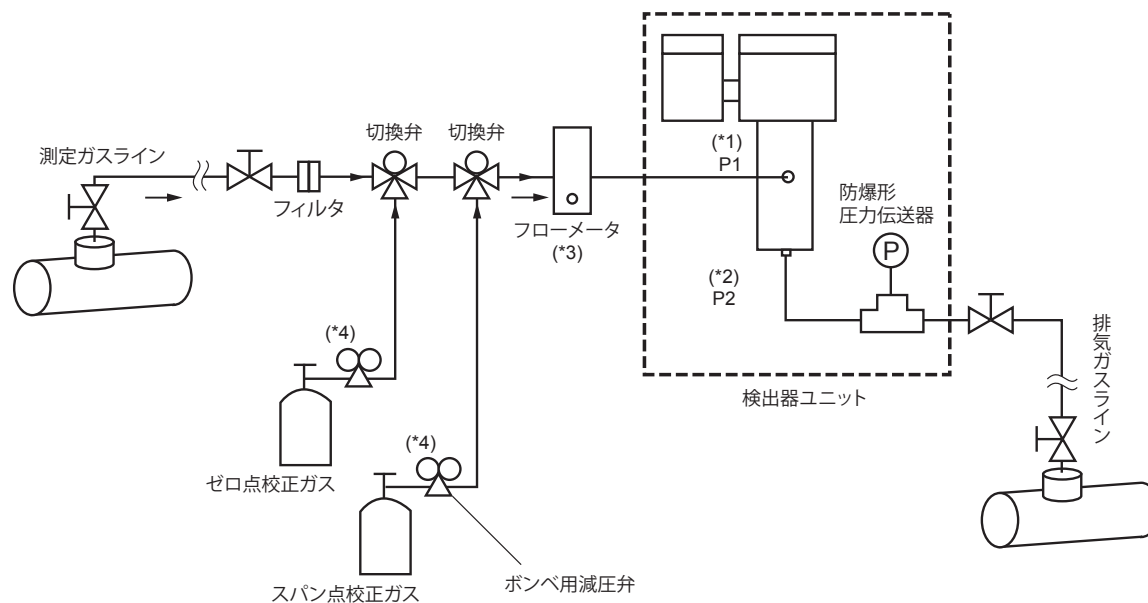 測定ガスライン
フィルタ
切換弁
切換弁
フローメータ
(*3)
(*1)
P1
防爆形
圧力伝送器
P
(*2)
P2
検出器ユニット
排気ガスライン
(*4)
ゼロ点校正ガス
(*4)
スパン点校正ガス
ボンベ用減圧弁